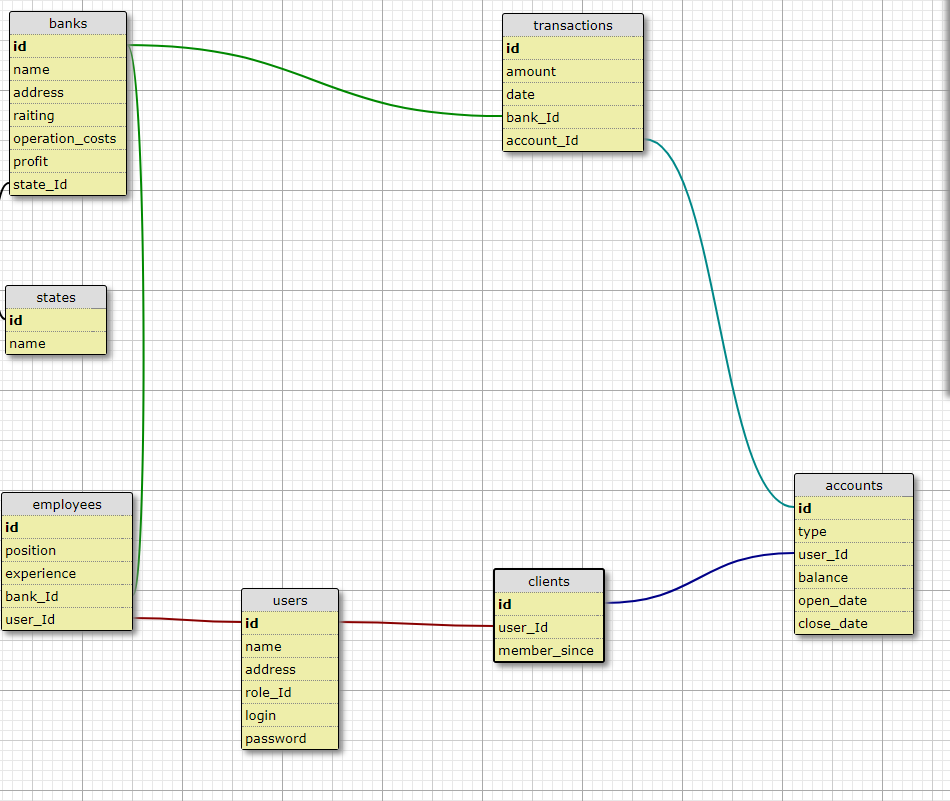 banks
id
name
address
raiting
operation_costs
profit
state_Id
transactions
id
amount
date
bank_Id
account_Id
states
id
name
employees
id
position
experience
bank_Id
user_Id
users
id
name
address
role_Id
login
password
clients
id
user_Id
member_since
accounts
id
type
user_Id
balance
open_date
close_date